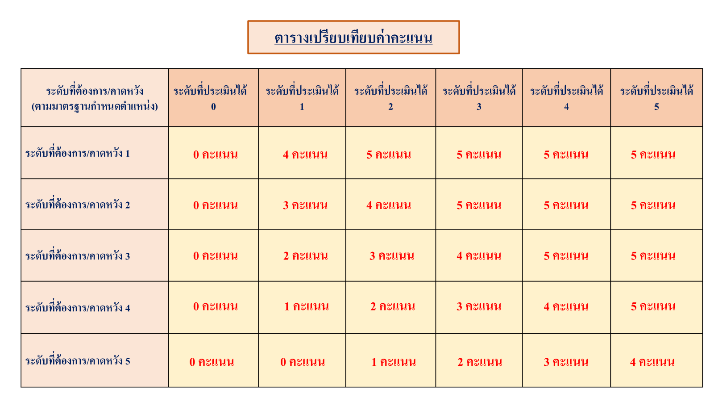 ตารางเปรียบเทียบค่าคะแนน
ระดับที่ต้องการ/คาดหวัง
(ตามมาตรฐานกำหนดตำแหน่ง)
ระดับที่ประเมินได้
0
ระดับที่ประเมินได้
1
ระดับที่ประเมินได้
2
ระดับที่ประเมินได้
3
ระดับที่ประเมินได้
4
ระดับที่ประเมินได้
5
ระดับที่ต้องการ/คาดหวัง 1 0 คะแนน 4 คะแนน 5 คะแนน 5 คะแนน 5 คะแนน 5 คะแนน
ระดับที่ต้องการ/คาดหวัง 2 0 คะแนน 3 คะแนน 4 คะแนน 5 คะแนน 5 คะแนน 5 คะแนน
ระดับที่ต้องการ/คาดหวัง 3 0 คะแนน 2 คะแนน 3 คะแนน 4 คะแนน 5 คะแนน 5 คะแนน
ระดับที่ต้องการ/คาดหวัง 4 0 คะแนน 1 คะแนน 2 คะแนน 3 คะแนน 4 คะแนน 5 คะแนน
ระดับที่ต้องการ/คาดหวัง 5 0 คะแนน 0 คะแนน 1 คะแนน 2 คะแนน 3 คะแนน 4 คะแนน